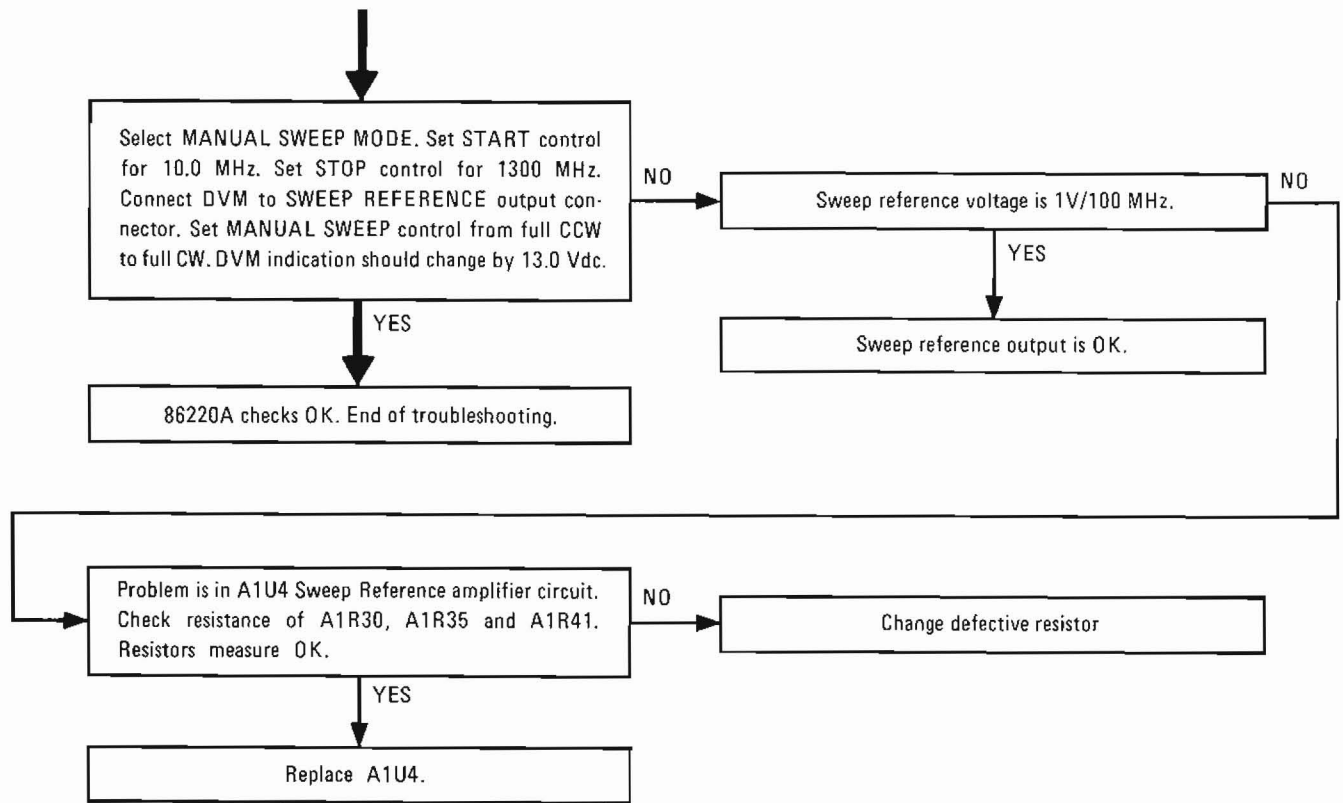 Select MANUAL SWEEP MODE. Set START control
for 10.0 MHz. Set STOP control for 1300 MHz.
Connect DVM to SWEEP REFERENCE output con-
nector. Set MANUAL SWEEP control from full CCW
to full CW. DVM indication should change by 13.0 Vdc.
NO
Sweep reference voltage is 1V/100 MHz.
NO
YES
YES
Sweep reference output is OK.
86220A checks OK. End of troubleshooting.
Problem is in A1U4 Sweep Reference amplifier circuit.
Check resistance of A1R30, A1R35 and A1R41.
Resistors measure OK.
NO
Change defective resistor
YES
Replace A1U4.